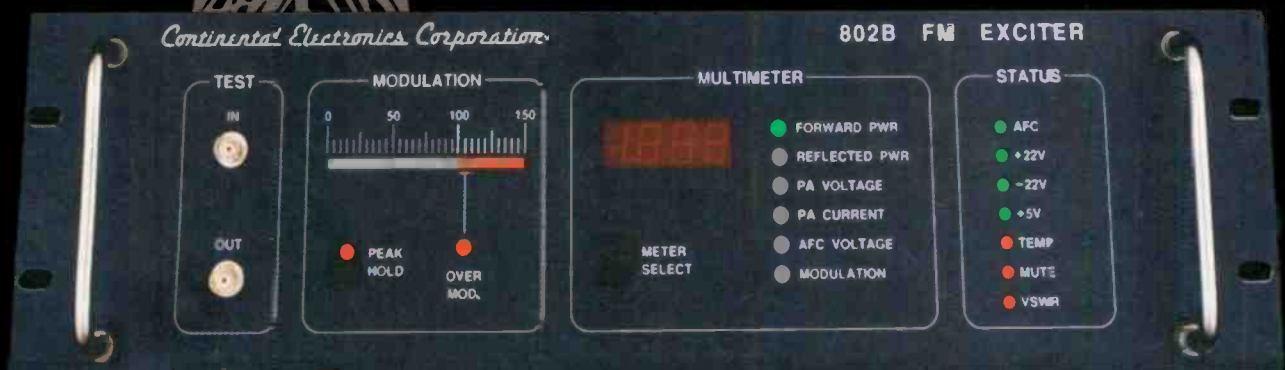 Continental Electronics Corporation
802B FM EXCITER
TEST
IN
OUT
MODULATION
0 50 100 150
PEAK
HOLD
OVER
MOD.
MULTIMETER
METER
SELECT
FORWARD PWR
REFLECTED PWR
PA VOLTAGE
PA CURRENT
AFC VOLTAGE
MODULATION
STATUS
AFC
+22V
-22V
+5V
TEMP
MUTE
VSWR